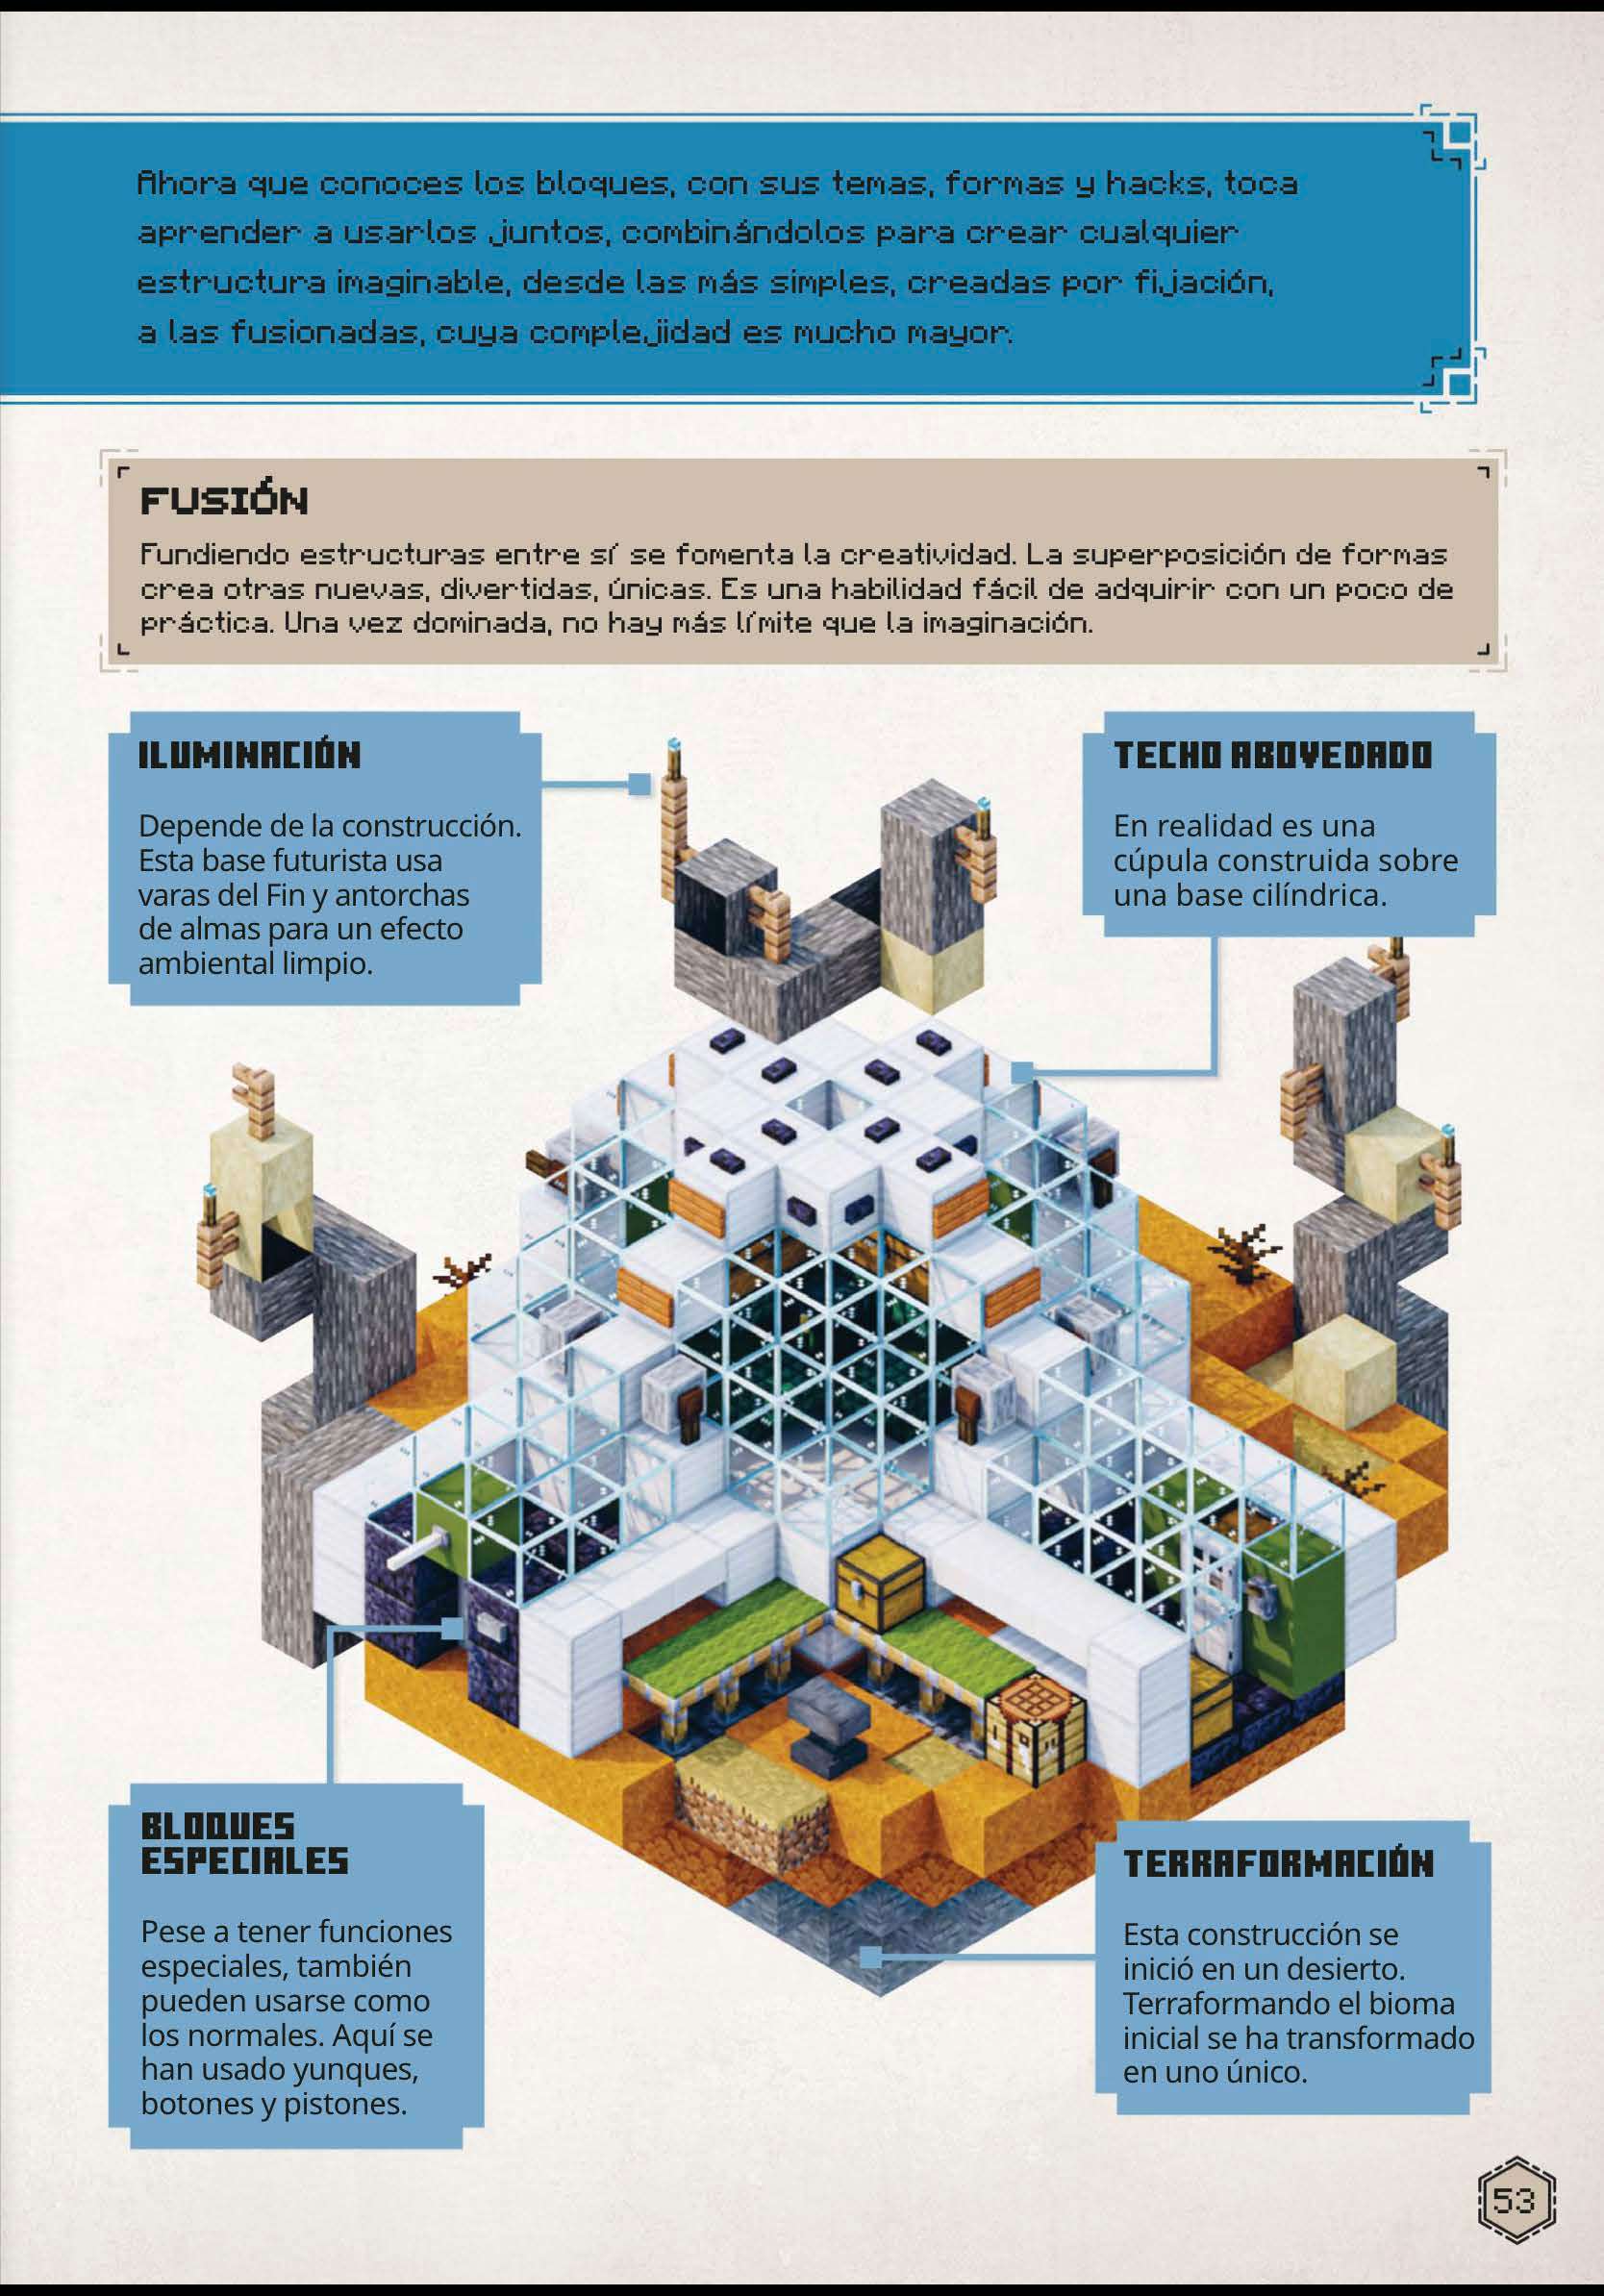 Ahora que conoces los bloques, con sus temas, formas y hacks, toca
aprender a usarlos juntos, combinándolos para crear cualquier
estructura imaginable, desde las más simples, creadas por fijación,
a las fusionadas, cuya complejidad es mucho mayor.
FUSIÓN
Fundiendo estructuras entre sí se fomenta la creatividad. La superposición de formas
crea otras nuevas, divertidas, únicas. Es una habilidad fácil de adquirir con un poco de
práctica. Una vez dominada, no hay más límite que la imaginación.
ILUMINACIÓN
Depende de la construcción.
Esta base futurista usa
varas del Fin y antorchas
de almas para un efecto
ambiental limpio.
TECHO ABOVEDADO
En realidad es una
cúpula construida sobre
una base cilíndrica.
BLOQUES
ESPECIALES
Pese a tener funciones
especiales, también
pueden usarse como
los normales. Aquí se
han usado yunques,
botones y pistones.
TERRAFORMACIÓN
Esta construcción se
inició en un desierto.
Terraformando el bioma
inicial se ha transformado
en uno único.
53